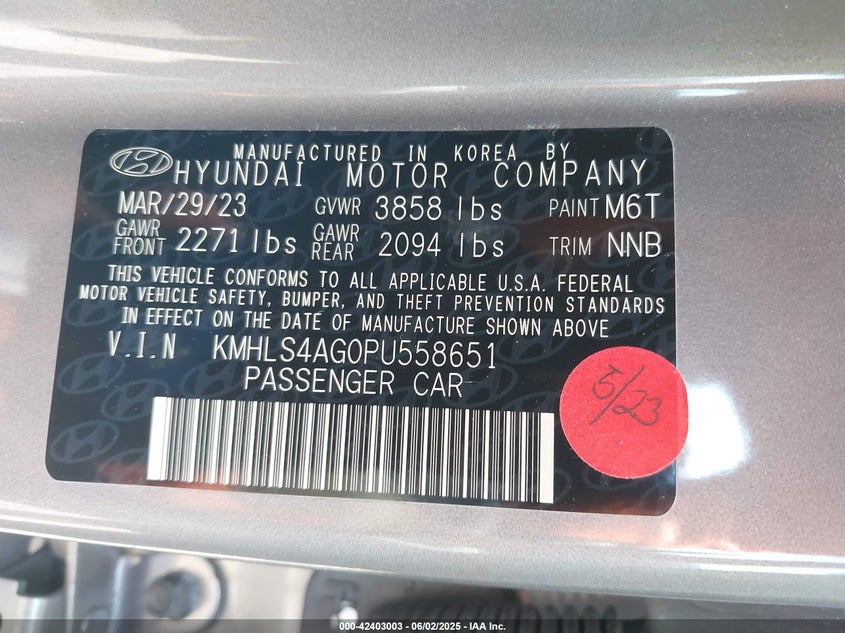 MANUFACTURED IN KOREA BY
HYUNDAI MOTOR COMPANY
MAR/29/23 GVWR 3858 lbs PAINT M6T
GAWR FRONT 2271 lbs GAWR REAR 2094 lbs TRIM NNB
THIS VEHICLE CONFORMS TO ALL APPLICABLE U.S.A. FEDERAL
MOTOR VEHICLE SAFETY, BUMPER, AND THEFT PREVENTION STANDARDS
IN EFFECT ON THE DATE OF MANUFACTURE SHOWN ABOVE
V.I.N KMHLS4AG0PU558651
PASSENGER CAR
5/23
000-42403003 - 06/02/2025 - IAA Inc.